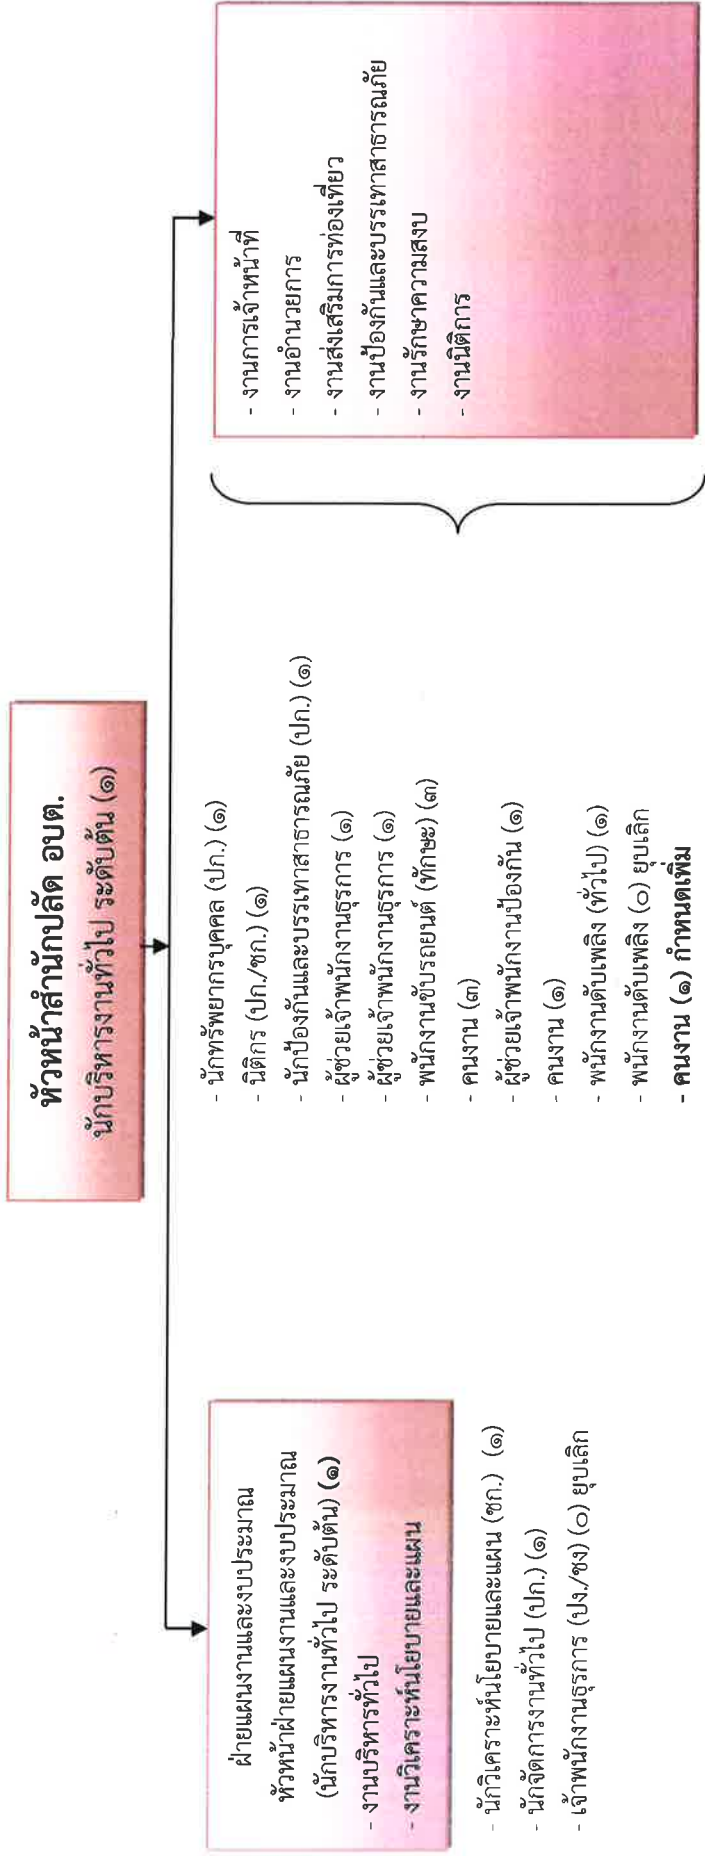 หัวหน้าสำนักปลัด อบต.
นักบริหารงานทั่วไป ระดับต้น (๑)
ฝ่ายแผนงานและงบประมาณ
หัวหน้าฝ่ายแผนงานและงบประมาณ
(นักบริหารงานทั่วไป ระดับต้น) (๑)
- งานบริหารทั่วไป
- งานวิเคราะห์นโยบายและแผน
- นักวิเคราะห์นโยบายและแผน (ชก.) (๑)
- นักจัดการงานทั่วไป (ปก.) (๑)
- เจ้าพนักงานธุรการ (ปง./ชง) (๐) ยุบเลิก
- นักทรัพยากรบุคคล (ปก.) (๑)
- นิติกร (ปก./ชก.) (๑)
- นักป้องกันและบรรเทาสาธารณภัย (ปก.) (๑)
- ผู้ช่วยเจ้าพนักงานธุรการ (๑)
- ผู้ช่วยเจ้าพนักงานธุรการ (๑)
- พนักงานขับรถยนต์ (ทักษะ) (๓)
- คนงาน (๓)
- ผู้ช่วยเจ้าพนักงานป้องกัน (๑)
- คนงาน (๑)
- พนักงานดับเพลิง (ทั่วไป) (๑)
- พนักงานดับเพลิง (๐) ยุบเลิก
- คนงาน (๑) กำหนดเพิ่ม
- งานการเจ้าหน้าที่
- งานอำนวยการ
- งานส่งเสริมการท่องเที่ยว
- งานป้องกันและบรรเทาสาธารณภัย
- งานรักษาความสงบ
- งานนิติการ